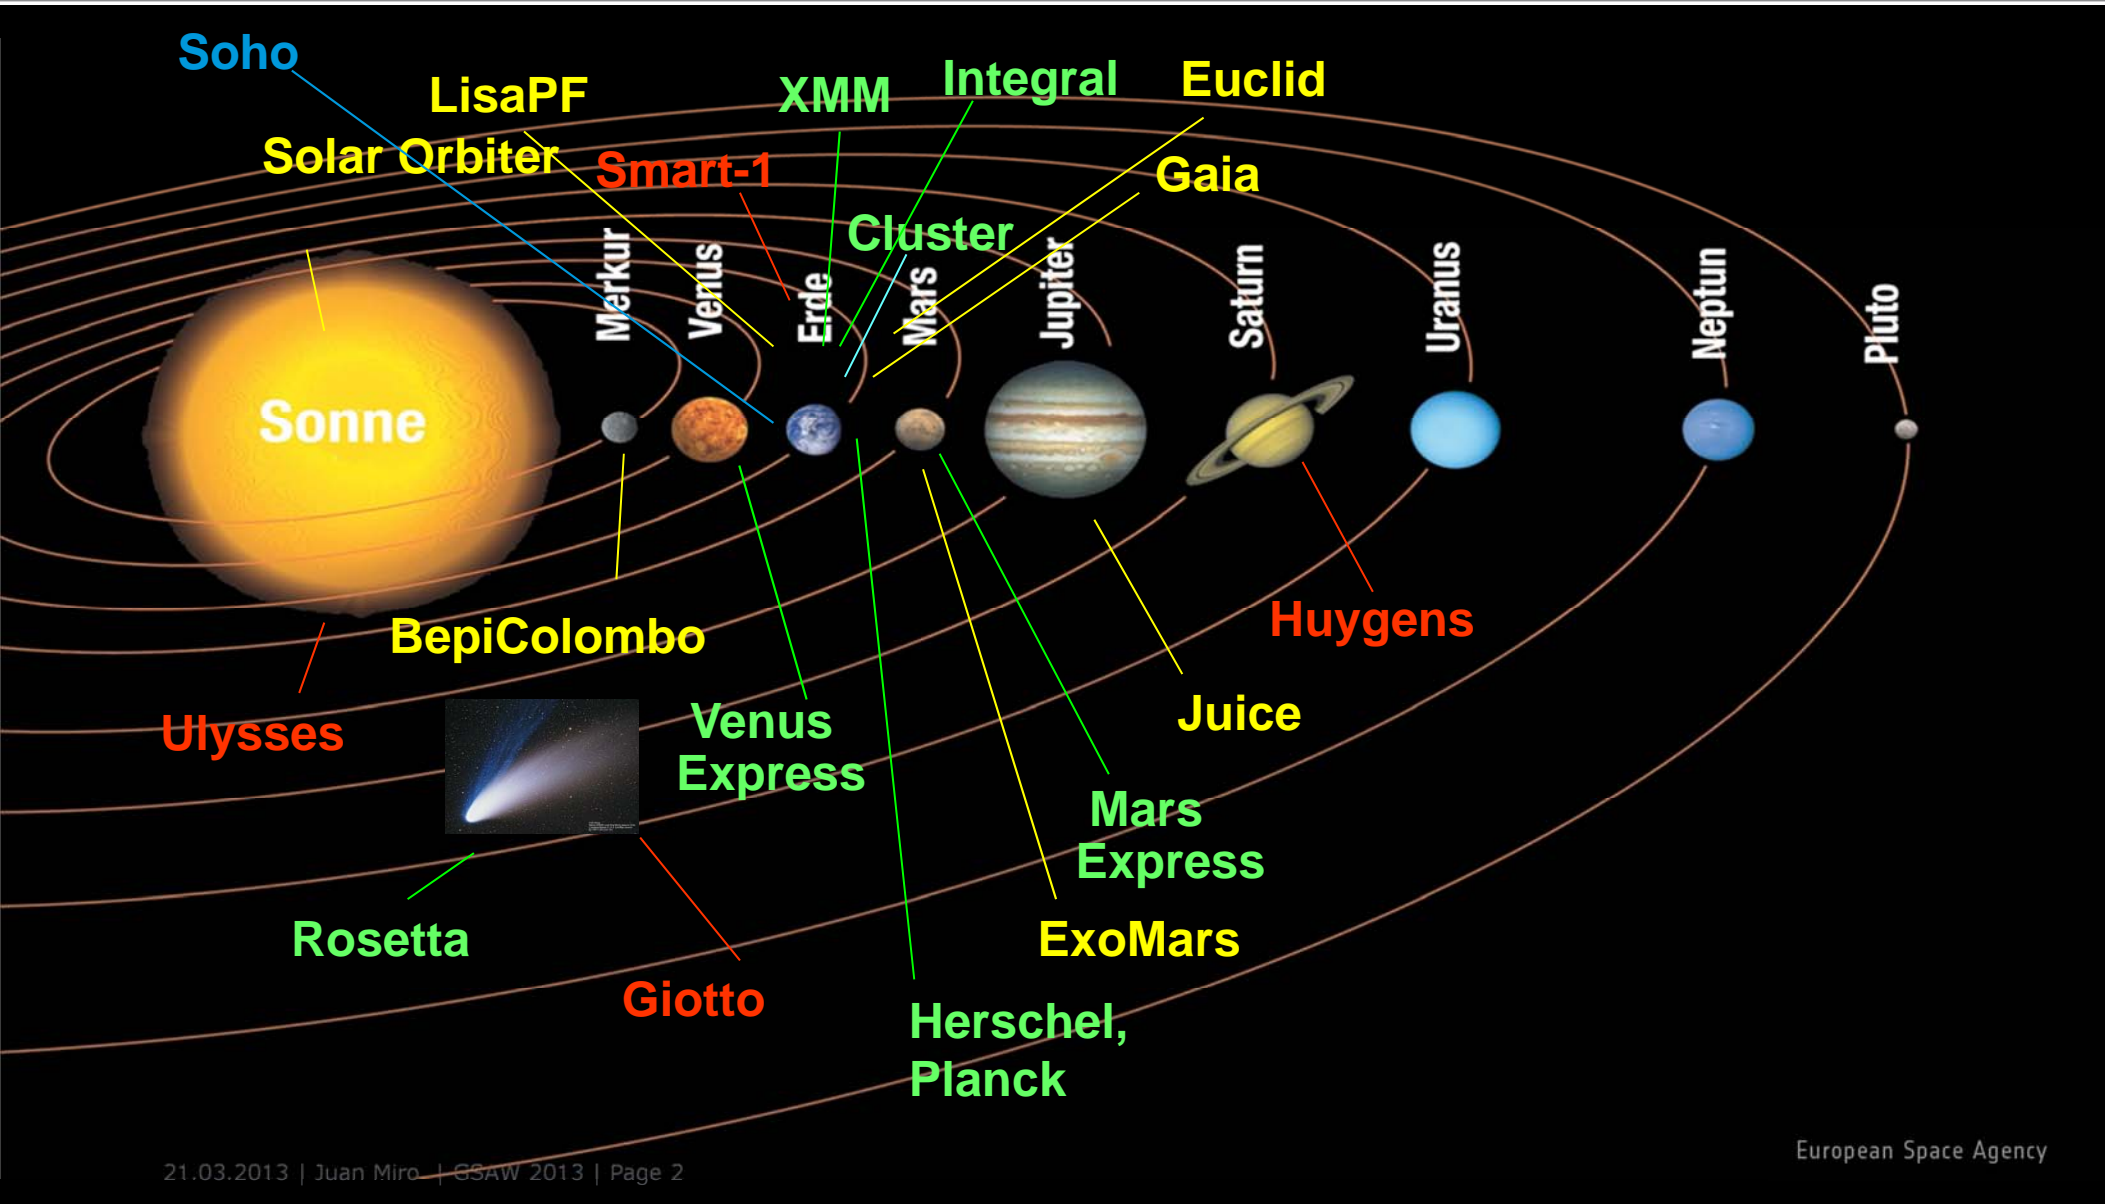 Soho
LisaPF
XMM
Integral
Euclid
Solar Orbiter
Smart-1
Gaia
Cluster
Merkur
Venus
Erde
Mars
Jupiter
Saturn
Uranus
Neptun
Pluto
Sonne
BepiColombo
Huygens
Ulysses
Venus
Express
Juice
Mars
Express
Rosetta
ExoMars
Giotto
Herschel,
Planck
European Space Agency
21.03.2013 | Juan Miro | GSAW 2013 | Page 2